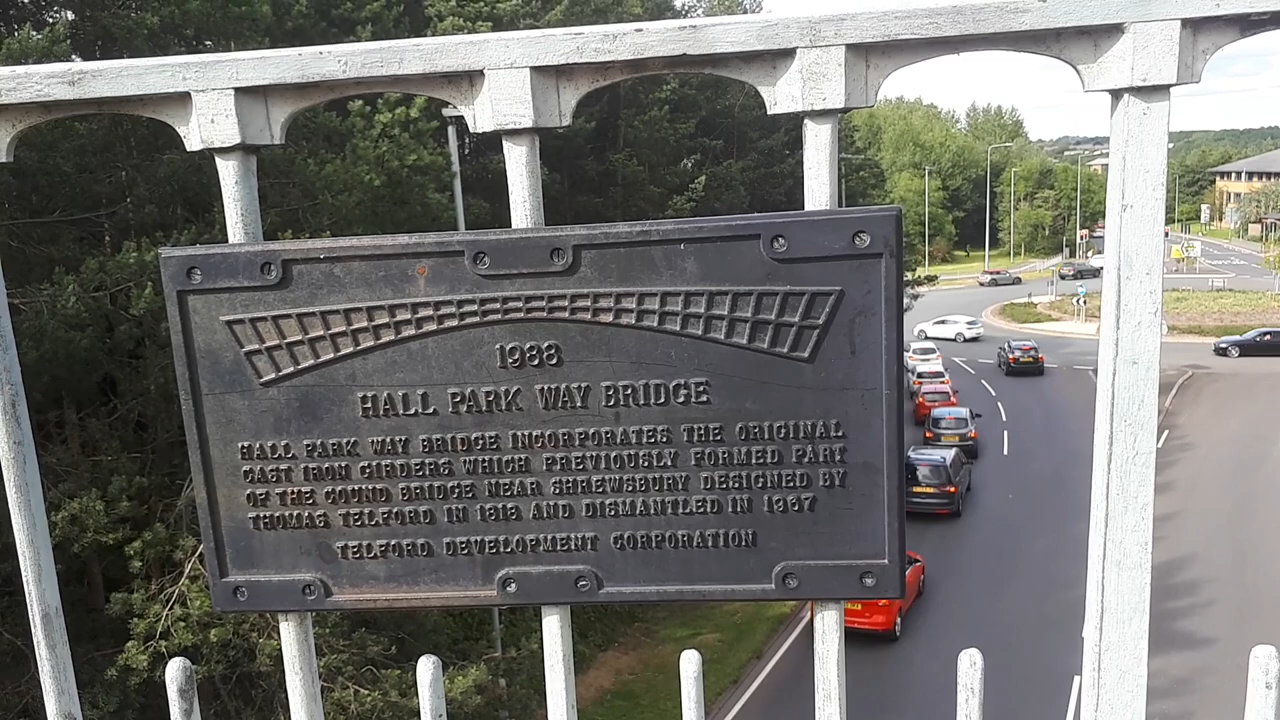 1988
HALL PARK WAY BRIDGE
HALL PARK WAY BRIDGE INCORPORATES THE ORIGINAL
CAST IRON GIRDERS WHICH PREVIOUSLY FORMED PART
OF THE COUND BRIDGE NEAR SHREWSBURY DESIGNED BY
THOMAS TELFORD IN 1818 AND DISMANTLED IN 1967
TELFORD DEVELOPMENT CORPORATION